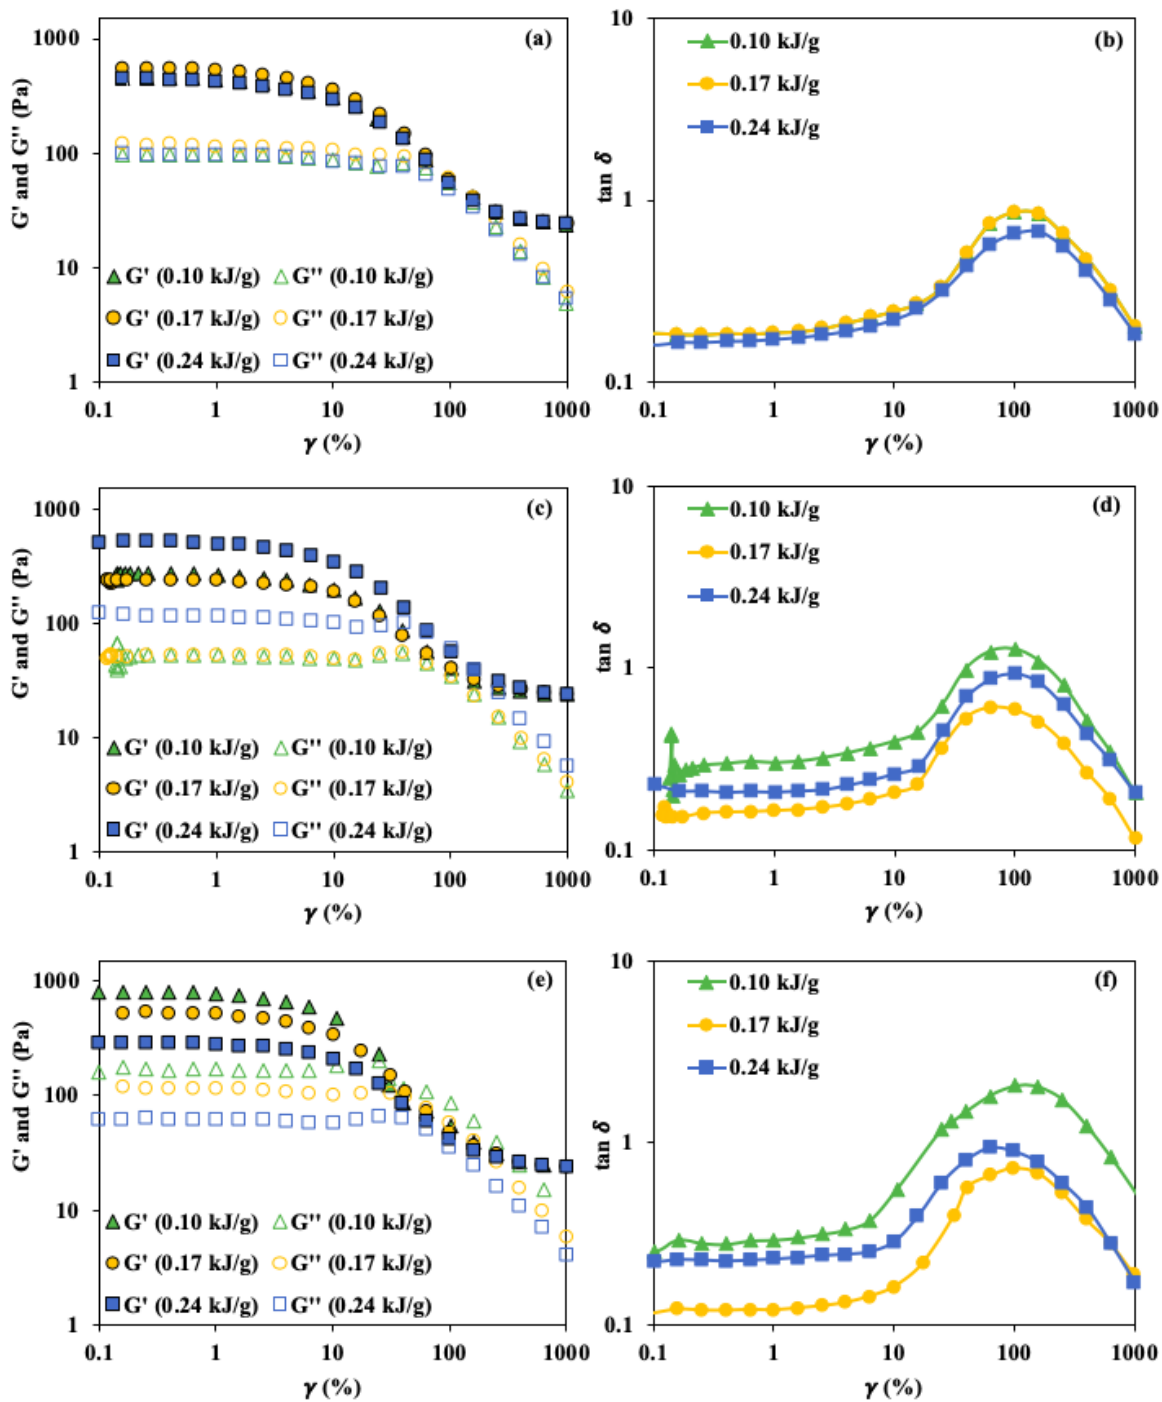 (a)
1000
100
10
1
G' and G'' (Pa)
G' (0.10 kJ/g) G'' (0.10 kJ/g)
G' (0.17 kJ/g) G'' (0.17 kJ/g)
G' (0.24 kJ/g) G'' (0.24 kJ/g)
0.1 1 10 100 1000
γ (%)
(b)
10
1
0.1
tan δ
0.10 kJ/g
0.17 kJ/g
0.24 kJ/g
0.1 1 10 100 1000
γ (%)
(c)
1000
100
10
1
G' and G'' (Pa)
G' (0.10 kJ/g) G'' (0.10 kJ/g)
G' (0.17 kJ/g) G'' (0.17 kJ/g)
G' (0.24 kJ/g) G'' (0.24 kJ/g)
0.1 1 10 100 1000
γ (%)
(d)
10
1
0.1
tan δ
0.10 kJ/g
0.17 kJ/g
0.24 kJ/g
0.1 1 10 100 1000
γ (%)
(e)
1000
100
10
1
G' and G'' (Pa)
G' (0.10 kJ/g) G'' (0.10 kJ/g)
G' (0.17 kJ/g) G'' (0.17 kJ/g)
G' (0.24 kJ/g) G'' (0.24 kJ/g)
0.1 1 10 100 1000
γ (%)
(f)
10
1
0.1
tan δ
0.10 kJ/g
0.17 kJ/g
0.24 kJ/g
0.1 1 10 100 1000
γ (%)